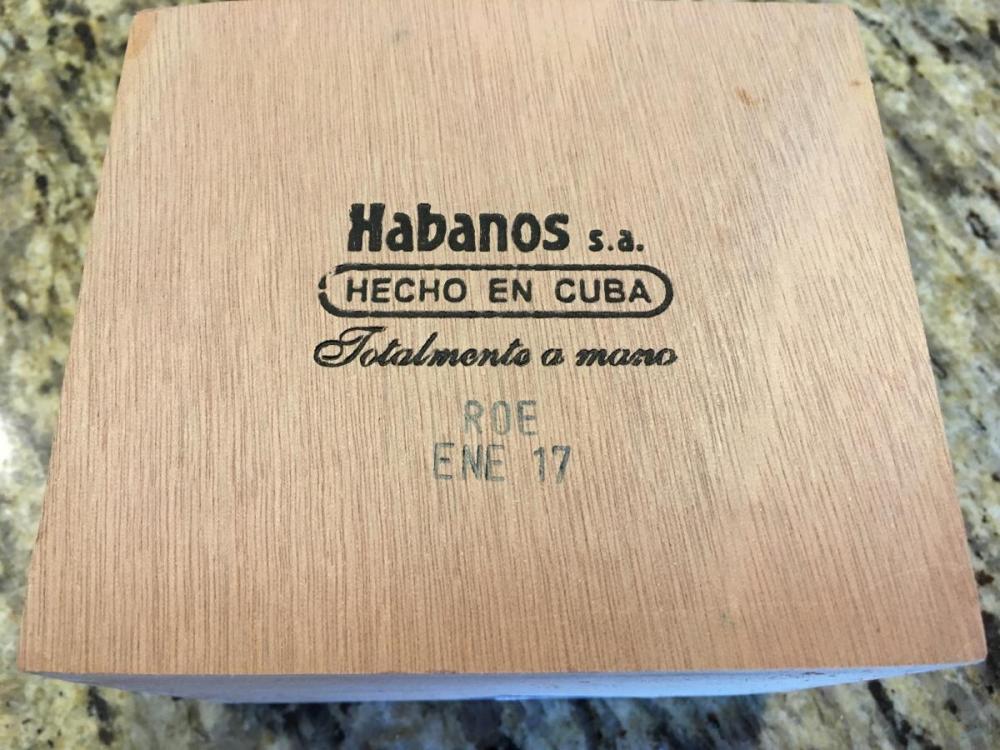 Habanos s.a.
HECHO EN CUBA
Totalmente a mano
ROE
ENE 17